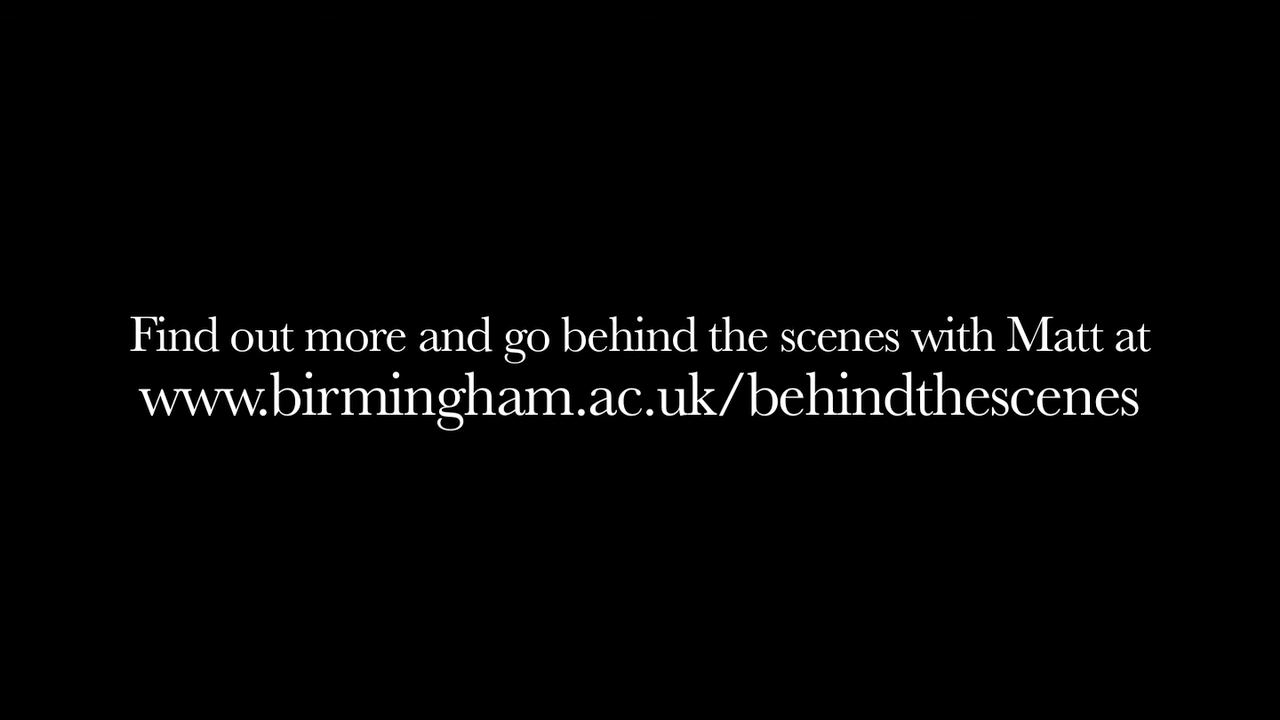 Find out more and go behind the scenes with Matt at
www.birmingham.ac.uk/behindthescenes